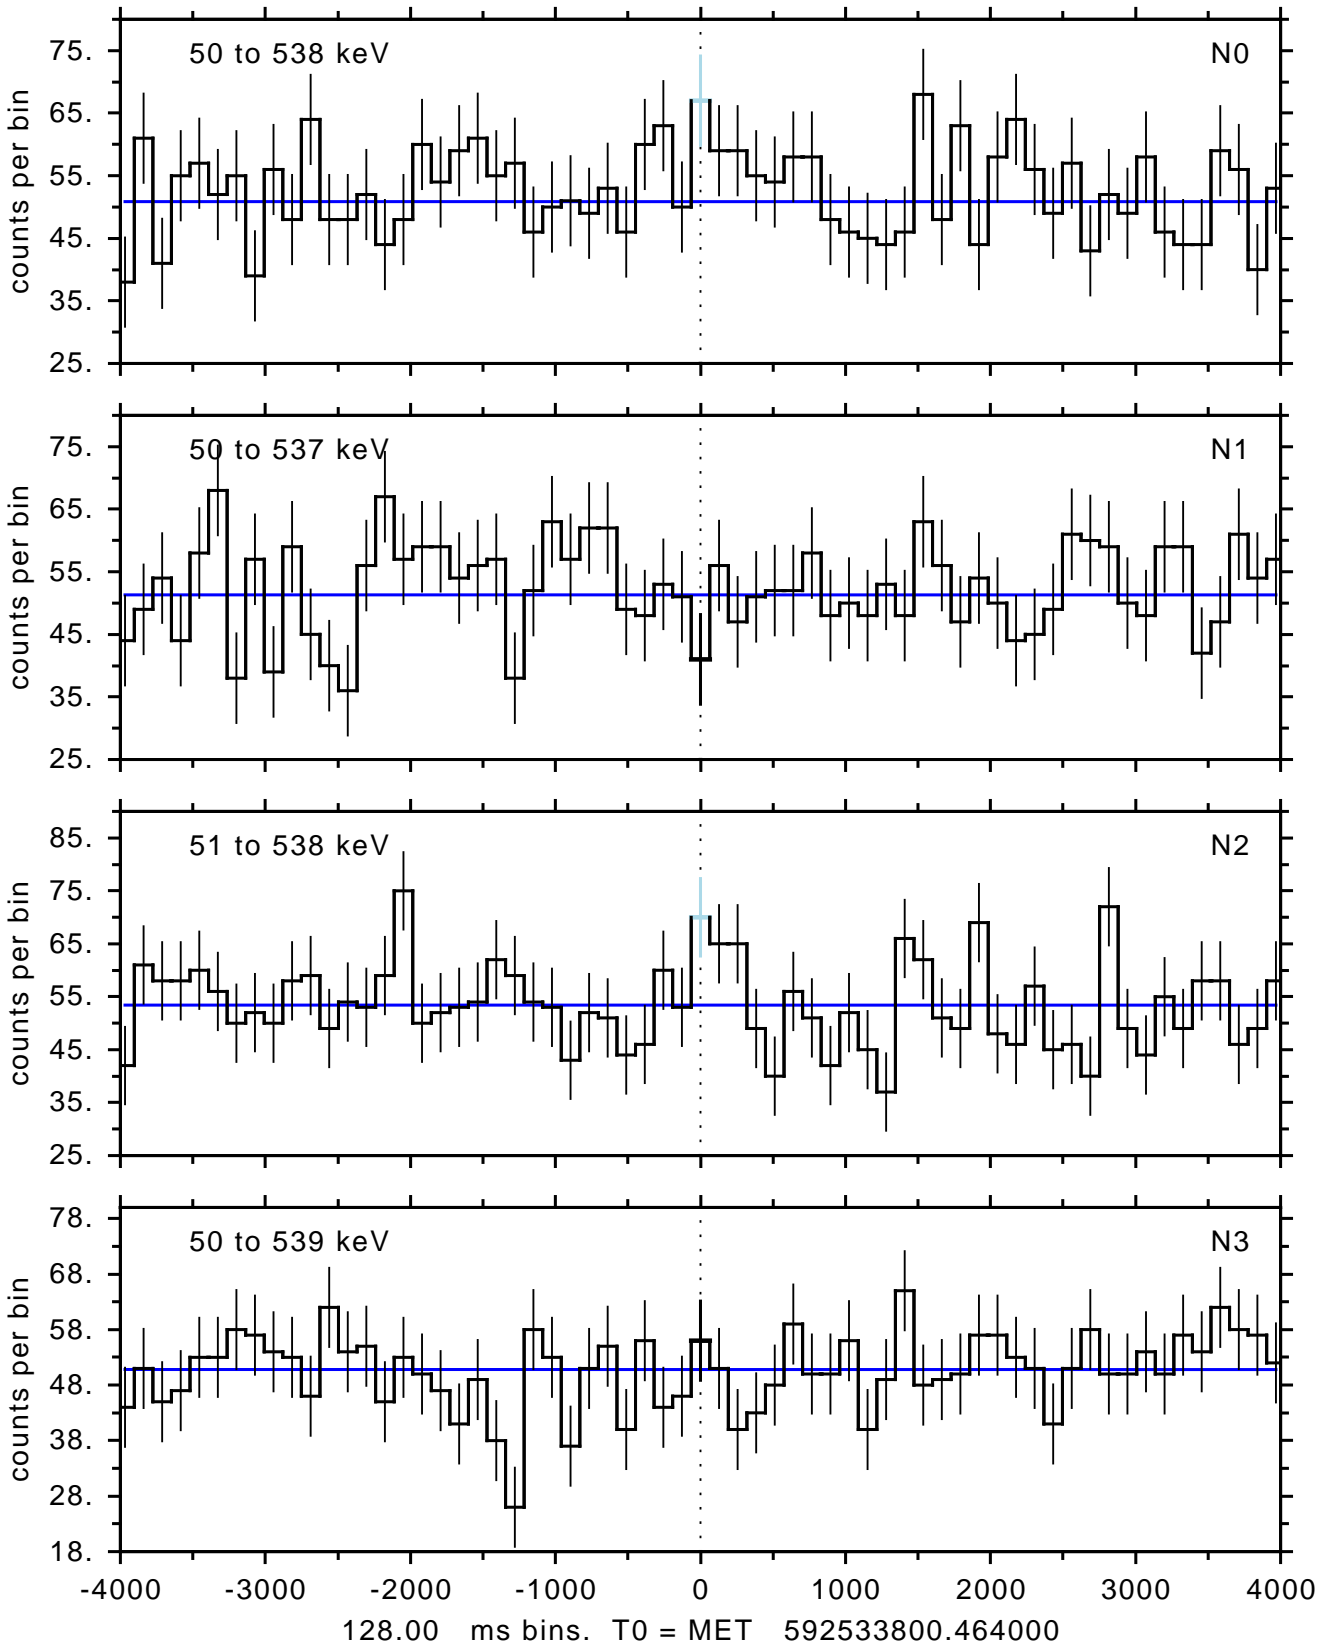 50 to 538 keV N0
75.
65.
55.
45.
35.
25.
counts per bin
50 to 537 keV N1
75.
65.
55.
45.
35.
25.
counts per bin
51 to 538 keV N2
85.
75.
65.
55.
45.
35.
25.
counts per bin
50 to 539 keV N3
78.
68.
58.
48.
38.
28.
18.
counts per bin
-4000 -3000 -2000 -1000 0 1000 2000 3000 4000
128.00 ms bins. T0 = MET 592533800.464000